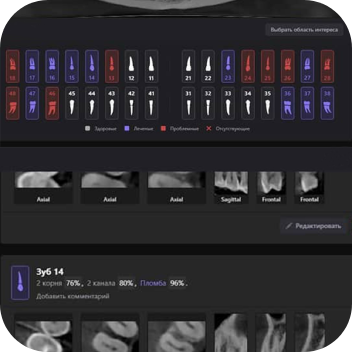 Выбрать область интереса
18 17 16 15 14 13 12 11 21 22 23 24 25 26 27 28
48 47 46 45 44 43 42 41 31 32 33 34 35 36 37 38
Здоровые Леченые Проблемные Отсутствующие
Axial Axial Axial Sagittal Frontal Frontal
Редактировать
Зуб 14
2 корня 76%, 2 канала 80%, Пломба 96%.
Добавить комментарий